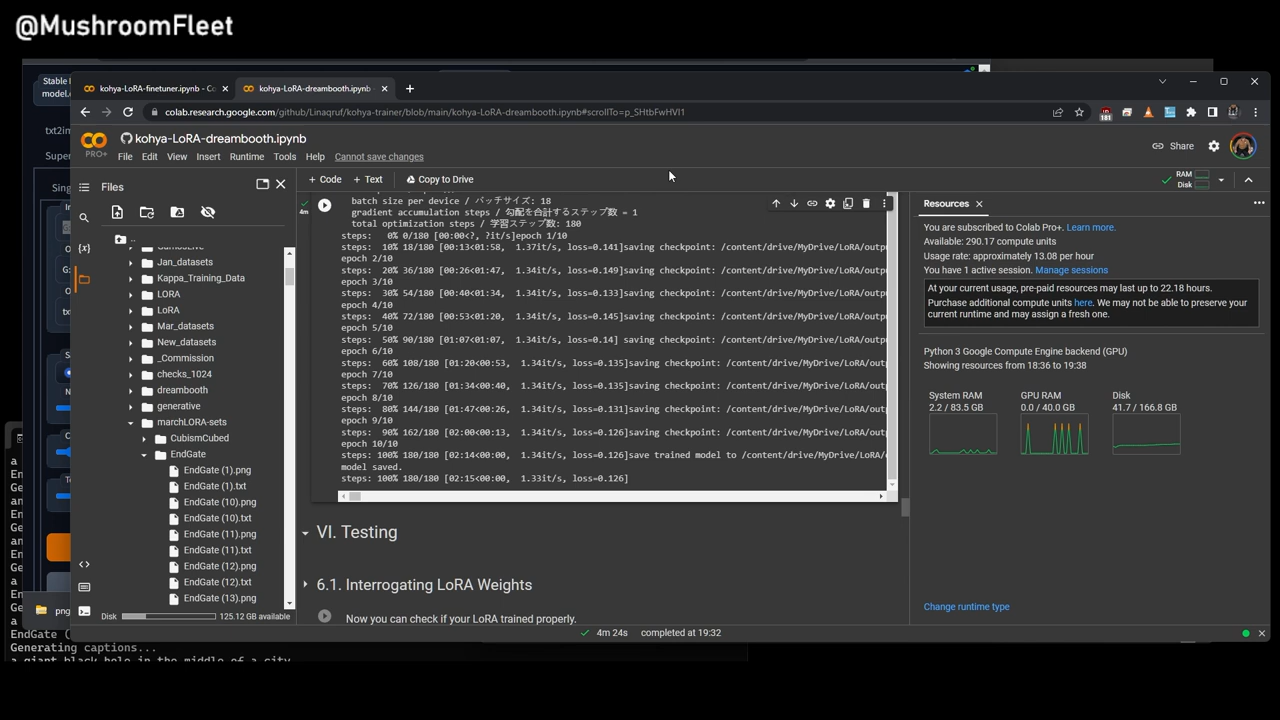 @MushroomFleet
Stable
model.c
txt2im
Super
Sing
kohya-LoRA-finetuner.ipynb - Co
kohya-LoRA-dreambooth.ipynb
colab.research.google.com/github/Linaqruf/kohya-trainer/blob/main/kohya-LoRA-dreambooth.ipynb#scrollTo=p_SHtbFwHVI1
PRO+
kohya-LoRA-dreambooth.ipynb
File Edit View Insert Runtime Tools Help Cannot save changes
Share
+ Code + Text Copy to Drive
RAM
Disk
Files
..
Jan_datasets
Kappa_Training_Data
LORA
LoRA
Mar_datasets
New_datasets
_Commission
checks_1024
dreambooth
generative
marchLORA-sets
CubismCubed
EndGate
EndGate (1).png
EndGate (1).txt
EndGate (10).png
EndGate (10).txt
EndGate (11).png
EndGate (11).txt
EndGate (12).png
EndGate (12).txt
EndGate (13).png
Disk 125.12 GB available
4m
batch size per device / バッチサイズ: 18
gradient accumulation steps / 勾配を合計するステップ数 = 1
total optimization steps / 学習ステップ数: 180
steps: 0% 0/180 [00:00<?, ?it/s]epoch 1/10
steps: 10% 18/180 [00:13<01:58, 1.37it/s, loss=0.141]saving checkpoint: /content/drive/MyDrive/LoRA/outp
epoch 2/10
steps: 20% 36/180 [00:26<01:47, 1.34it/s, loss=0.149]saving checkpoint: /content/drive/MyDrive/LoRA/outp
epoch 3/10
steps: 30% 54/180 [00:40<01:34, 1.34it/s, loss=0.133]saving checkpoint: /content/drive/MyDrive/LoRA/outp
epoch 4/10
steps: 40% 72/180 [00:53<01:20, 1.34it/s, loss=0.145]saving checkpoint: /content/drive/MyDrive/LoRA/outp
epoch 5/10
steps: 50% 90/180 [01:07<01:07, 1.34it/s, loss=0.14]saving checkpoint: /content/drive/MyDrive/LoRA/outpu
epoch 6/10
steps: 60% 108/180 [01:20<00:53, 1.34it/s, loss=0.135]saving checkpoint: /content/drive/MyDrive/LoRA/out
epoch 7/10
steps: 70% 126/180 [01:34<00:40, 1.34it/s, loss=0.135]saving checkpoint: /content/drive/MyDrive/LoRA/out
epoch 8/10
steps: 80% 144/180 [01:47<00:26, 1.34it/s, loss=0.131]saving checkpoint: /content/drive/MyDrive/LoRA/out
epoch 9/10
steps: 90% 162/180 [02:00<00:13, 1.34it/s, loss=0.126]saving checkpoint: /content/drive/MyDrive/LoRA/out
epoch 10/10
steps: 100% 180/180 [02:14<00:00, 1.34it/s, loss=0.126]save trained model to /content/drive/MyDrive/LoRA/
model saved.
steps: 100% 180/180 [02:15<00:00, 1.33it/s, loss=0.126]
VI. Testing
6.1. Interrogating LoRA Weights
Now you can check if your LoRA trained properly.
Resources
You are subscribed to Colab Pro+. Learn more.
Available: 290.17 compute units
Usage rate: approximately 13.08 per hour
You have 1 active session. Manage sessions
At your current usage, pre-paid resources may last up to 22.18 hours.
Purchase additional compute units here. We may not be able to preserve your
current runtime and may assign a fresh one.
Python 3 Google Compute Engine backend (GPU)
Showing resources from 18:36 to 19:38
System RAM
2.2 / 83.5 GB
GPU RAM
0.0 / 40.0 GB
Disk
41.7 / 166.8 GB
Change runtime type
4m 24s completed at 19:32
png
EndGate (
Generating captions...
a giant black hole in the middle of a city